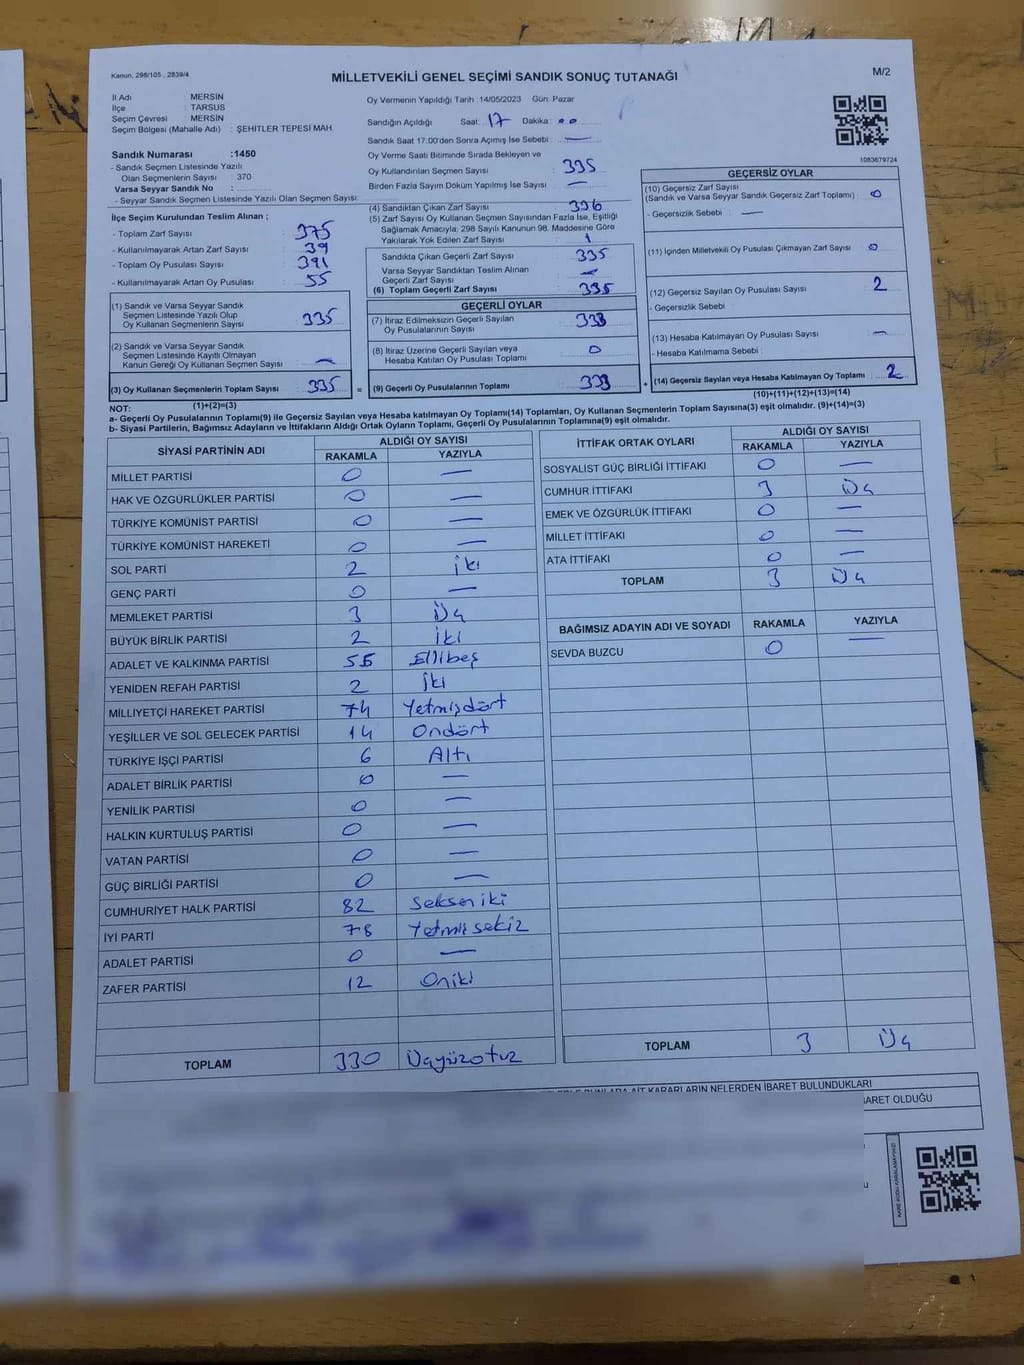 Kanun, 298/105 , 2839/4
MİLLETVEKİLİ GENEL SEÇİMİ SANDIK SONUÇ TUTANAĞI
M/2
İl Adı : MERSİN
İlçe : TARSUS
Seçim Çevresi : MERSİN
Seçim Bölgesi (Mahalle Adı) : ŞEHİTLER TEPESİ MAH.
Sandık Numarası :1450
- Sandık Seçmen Listesinde Yazılı
Olan Seçmenlerin Sayısı : 370
Varsa Seyyar Sandık No :
- Seyyar Sandık Seçmen Listesinde Yazılı Olan Seçmen Sayısı:
İlçe Seçim Kurulundan Teslim Alınan ;
- Toplam Zarf Sayısı : 375
- Kullanılmayarak Artan Zarf Sayısı : 39
- Toplam Oy Pusulası Sayısı : 391
- Kullanılmayarak Artan Oy Pusulası : 55
(1) Sandık ve Varsa Seyyar Sandık
Seçmen Listesinde Yazılı Olup
Oy Kullanan Seçmenlerin Sayısı 335
(2) Sandık ve Varsa Seyyar Sandık
Seçmen Listesinde Kayıtlı Olmayan
Kanun Gereği Oy Kullanan Seçmen Sayısı —
(3) Oy Kullanan Seçmenlerin Toplam Sayısı 335 =
(1)+(2)=(3)
Oy Vermenin Yapıldığı Tarih :14/05/2023 Gün: Pazar
Sandığın Açıldığı Saat: 17 Dakika: 00
Sandık Saat 17:00'den Sonra Açımış İse Sebebi : —
Oy Verme Saati Bitiminde Sırada Bekleyen ve
Oy Kullandırılan Seçmen Sayısı : 335
Birden Fazla Sayım Döküm Yapılmış İse Sayısı : —
(4) Sandıktan Çıkan Zarf Sayısı : 336
(5) Zarf Sayısı Oy Kullanan Seçmen Sayısından Fazla İse, Eşitliği
Sağlamak Amacıyla; 298 Sayılı Kanunun 98. Maddesine Göre
Yakılarak Yok Edilen Zarf Sayısı : 1
Sandıkta Çıkan Geçerli Zarf Sayısı 335
Varsa Seyyar Sandıktan Teslim Alınan
Geçerli Zarf Sayısı —
(6) Toplam Geçerli Zarf Sayısı : 335
GEÇERLİ OYLAR
(7) İtiraz Edilmeksizin Geçerli Sayılan
Oy Pusulalarının Sayısı 333
(8) İtiraz Üzerine Geçerli Sayılan veya
Hesaba Katılan Oy Pusulası Toplamı 0
(9) Geçerli Oy Pusulalarının Toplamı 333 +
1083679724
GEÇERSİZ OYLAR
(10) Geçersiz Zarf Sayısı
(Sandık ve Varsa Seyyar Sandık Geçersiz Zarf Toplamı) : 0
- Geçersizlik Sebebi : —
(11) İçinden Milletvekili Oy Pusulası Çıkmayan Zarf Sayısı : 0
(12) Geçersiz Sayılan Oy Pusulası Sayısı : 2
- Geçersizlik Sebebi
(13) Hesaba Katılmayan Oy Pusulası Sayısı : —
- Hesaba Katılmama Sebebi :
(14) Geçersiz Sayılan veya Hesaba Katılmayan Oy Toplamı : 2
(10)+(11)+(12)+(13)=(14)
NOT:
a- Geçerli Oy Pusulalarının Toplamı(9) ile Geçersiz Sayılan veya Hesaba katılmayan Oy Toplamı(14) Toplamları, Oy Kullanan Seçmenlerin Toplam Sayısına(3) eşit olmalıdır. (9)+(14)=(3)
b- Siyasi Partilerin, Bağımsız Adayların ve İttifakların Aldığı Ortak Oyların Toplamı, Geçerli Oy Pusulalarının Toplamına(9) eşit olmalıdır.
SİYASİ PARTİNİN ADI ALDIĞI OY SAYISI
RAKAMLA YAZIYLA
MİLLET PARTİSİ 0 —
HAK VE ÖZGÜRLÜKLER PARTİSİ 0 —
TÜRKİYE KOMÜNİST PARTİSİ 0 —
TÜRKİYE KOMÜNİST HAREKETİ 0 —
SOL PARTİ 2 iki
GENÇ PARTİ 0 —
MEMLEKET PARTİSİ 3 Üç
BÜYÜK BİRLİK PARTİSİ 2 iki
ADALET VE KALKINMA PARTİSİ 55 Ellibeş
YENİDEN REFAH PARTİSİ 2 iki
MİLLİYETÇİ HAREKET PARTİSİ 74 Yetmişdört
YEŞİLLER VE SOL GELECEK PARTİSİ 14 Ondört
TÜRKİYE İŞÇİ PARTİSİ 6 Altı
ADALET BİRLİK PARTİSİ 0 —
YENİLİK PARTİSİ 0 —
HALKIN KURTULUŞ PARTİSİ 0 —
VATAN PARTİSİ 0 —
GÜÇ BİRLİĞİ PARTİSİ 0 —
CUMHURİYET HALK PARTİSİ 82 Seksen iki
İYİ PARTİ 78 Yetmiş sekiz
ADALET PARTİSİ 0 —
ZAFER PARTİSİ 12 Oniki
TOPLAM 330 Üçyüzotuz
İTTİFAK ORTAK OYLARI ALDIĞI OY SAYISI
RAKAMLA YAZIYLA
SOSYALİST GÜÇ BİRLİĞİ İTTİFAKI 0 —
CUMHUR İTTİFAKI 3 Üç
EMEK VE ÖZGÜRLÜK İTTİFAKI 0 —
MİLLET İTTİFAKI 0 —
ATA İTTİFAKI 0 —
TOPLAM 3 Üç
BAĞIMSIZ ADAYIN ADI VE SOYADI RAKAMLA YAZIYLA
SEVDA BUZCU 0 —
TOPLAM 3 Üç
BUNLARA AİT KARARLARIN NELERDEN İBARET BULUNDUKLARI
BARET OLDUĞU
KARE KODU KARALAMAYINIZ!